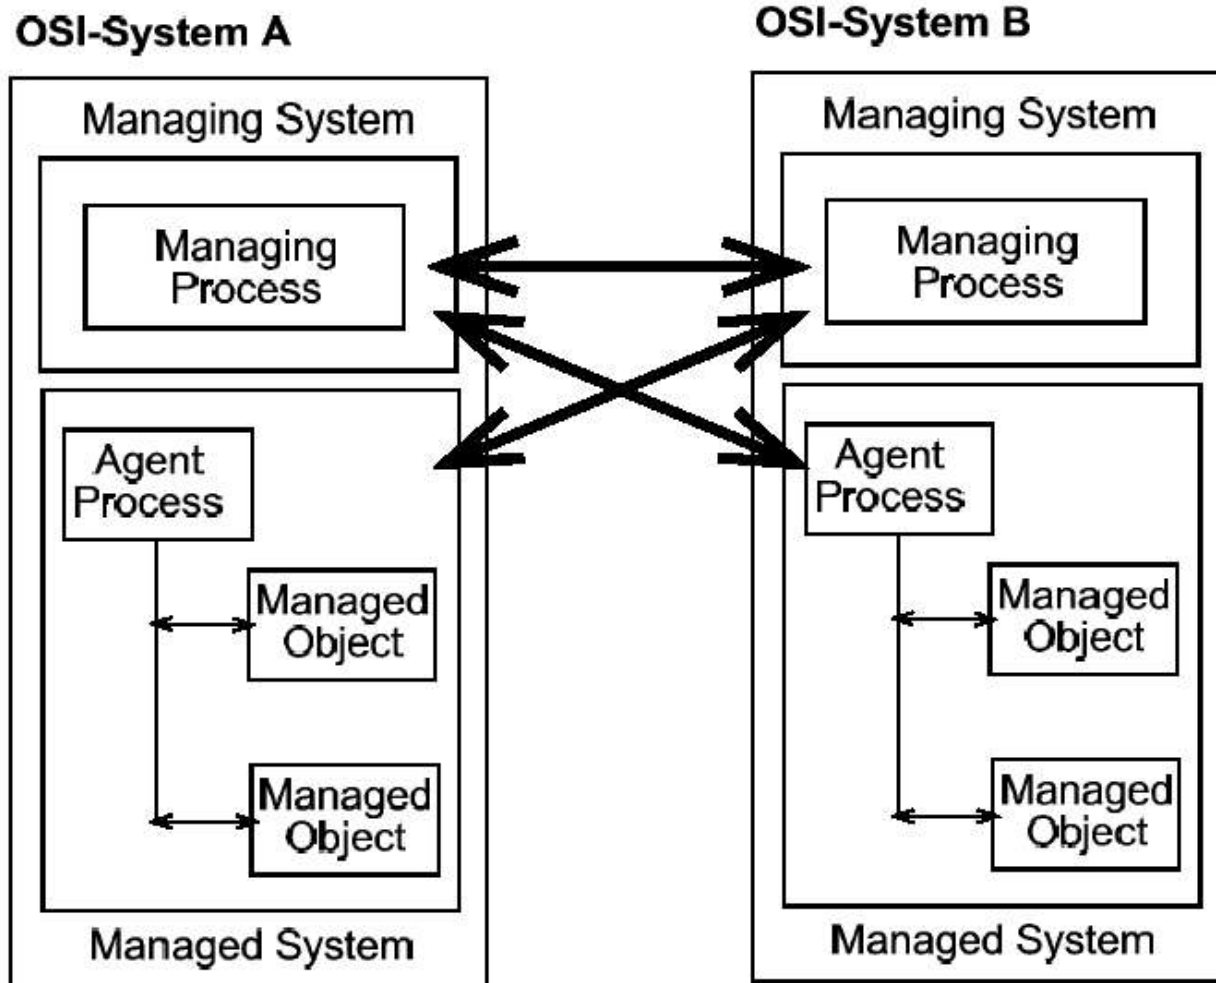 OSI-System A
Managing System
Managing
Process
Agent
Process
Managed
Object
Managed
Object
Managed System
OSI-System B
Managing System
Managing
Process
Agent
Process
Managed
Object
Managed
Object
Managed System